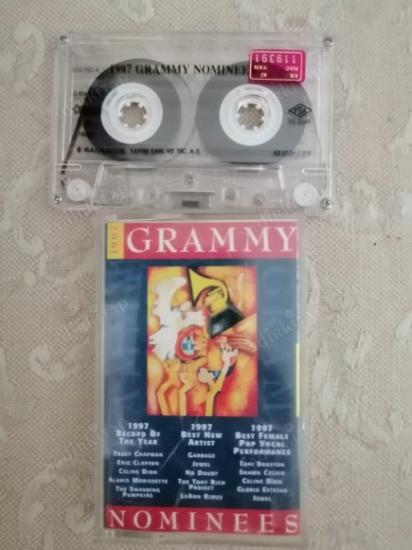 1997 GRAMMY NOMINEES
119391
1997
GRAMMY
1997
RECORD OF
THE YEAR
TRACY CHAPMAN
ERIC CLAPTON
CELINE DION
ALANIS MORISSETTE
THE SMASHING
PUMPKINS
1997
BEST NEW
ARTIST
GARBAGE
JEWEL
NO DOUBT
THE TONY RICH
PROJECT
LEANN RIMES
1997
BEST FEMALE
POP VOCAL
PERFORMANCE
TONI BRAXTON
SHAWN COLVIN
CELINE DION
GLORIA ESTEFAN
JEWEL
NOMINEES